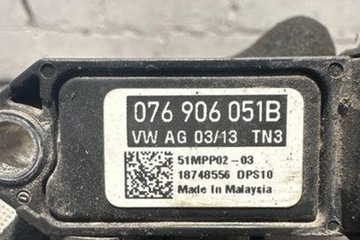 076 906 051B
VW AG 03/13 TN3
51MPP02-03
18748556 DPS10
Made In Malaysia